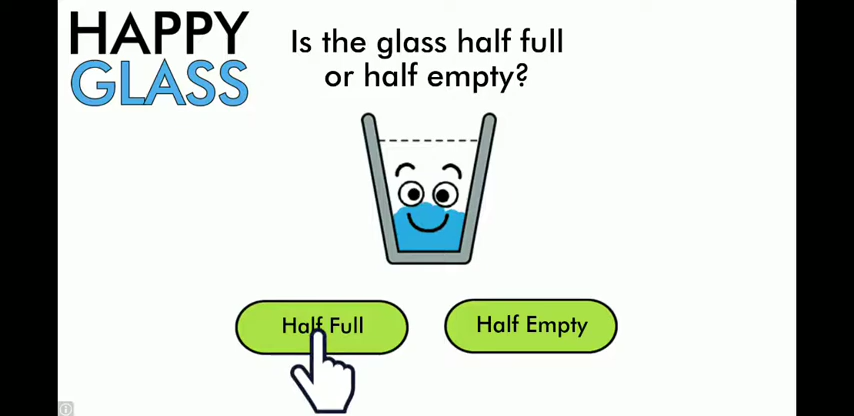 HAPPY
GLASS
Is the glass half full
or half empty?
Half Full
Half Empty